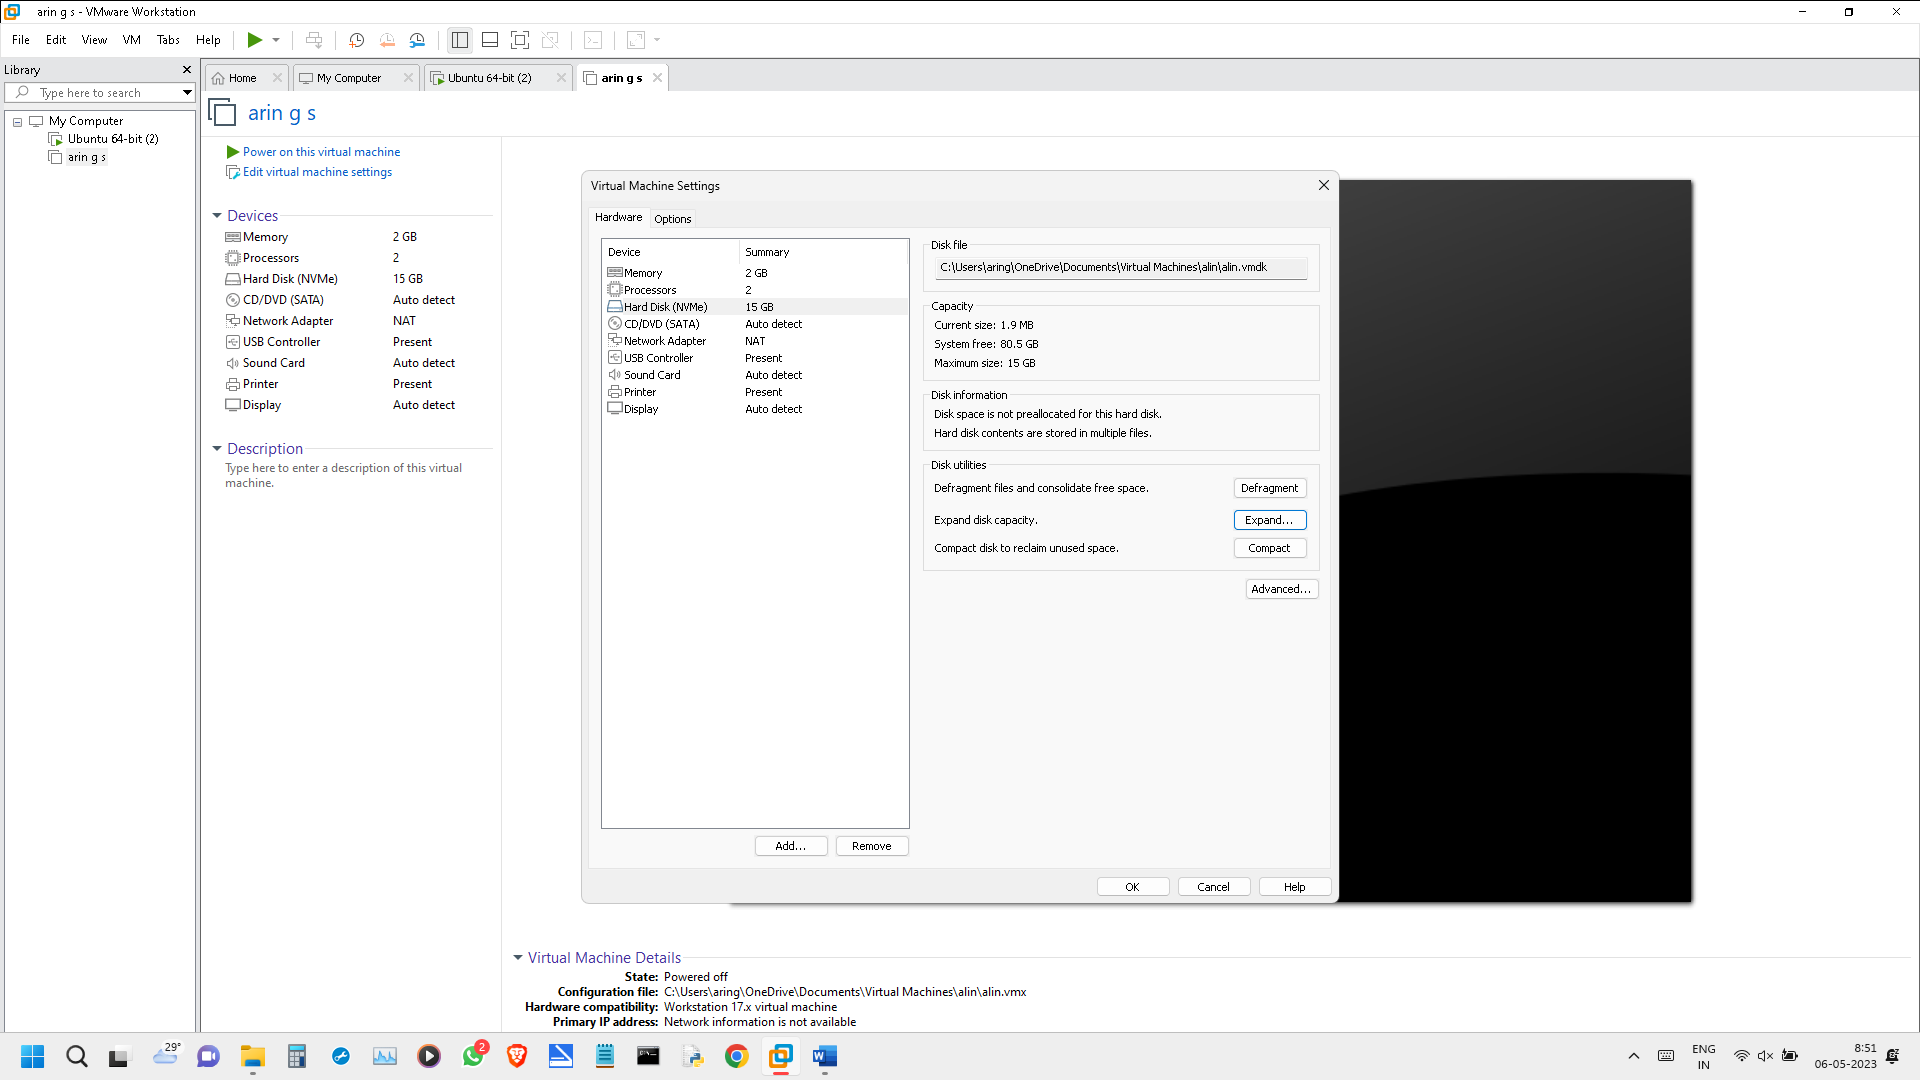 arin g s - VMware Workstation
File Edit View VM Tabs Help
Library
Type here to search
My Computer
Ubuntu 64-bit (2)
arin g s
Home
My Computer
Ubuntu 64-bit (2)
arin g s
arin g s
Power on this virtual machine
Edit virtual machine settings
Devices
Memory 2 GB
Processors 2
Hard Disk (NVMe) 15 GB
CD/DVD (SATA) Auto detect
Network Adapter NAT
USB Controller Present
Sound Card Auto detect
Printer Present
Display Auto detect
Description
Type here to enter a description of this virtual
machine.
Virtual Machine Settings
Hardware Options
Device Summary
Memory 2 GB
Processors 2
Hard Disk (NVMe) 15 GB
CD/DVD (SATA) Auto detect
Network Adapter NAT
USB Controller Present
Sound Card Auto detect
Printer Present
Display Auto detect
Add... Remove
Disk file
C:\Users\aring\OneDrive\Documents\Virtual Machines\alin\alin.vmdk
Capacity
Current size: 1.9 MB
System free: 80.5 GB
Maximum size: 15 GB
Disk information
Disk space is not preallocated for this hard disk.
Hard disk contents are stored in multiple files.
Disk utilities
Defragment files and consolidate free space. Defragment
Expand disk capacity. Expand...
Compact disk to reclaim unused space. Compact
Advanced...
OK Cancel Help
Virtual Machine Details
State: Powered off
Configuration file: C:\Users\aring\OneDrive\Documents\Virtual Machines\alin\alin.vmx
Hardware compatibility: Workstation 17.x virtual machine
Primary IP address: Network information is not available
29°
2
ENG
IN
8:51
06-05-2023